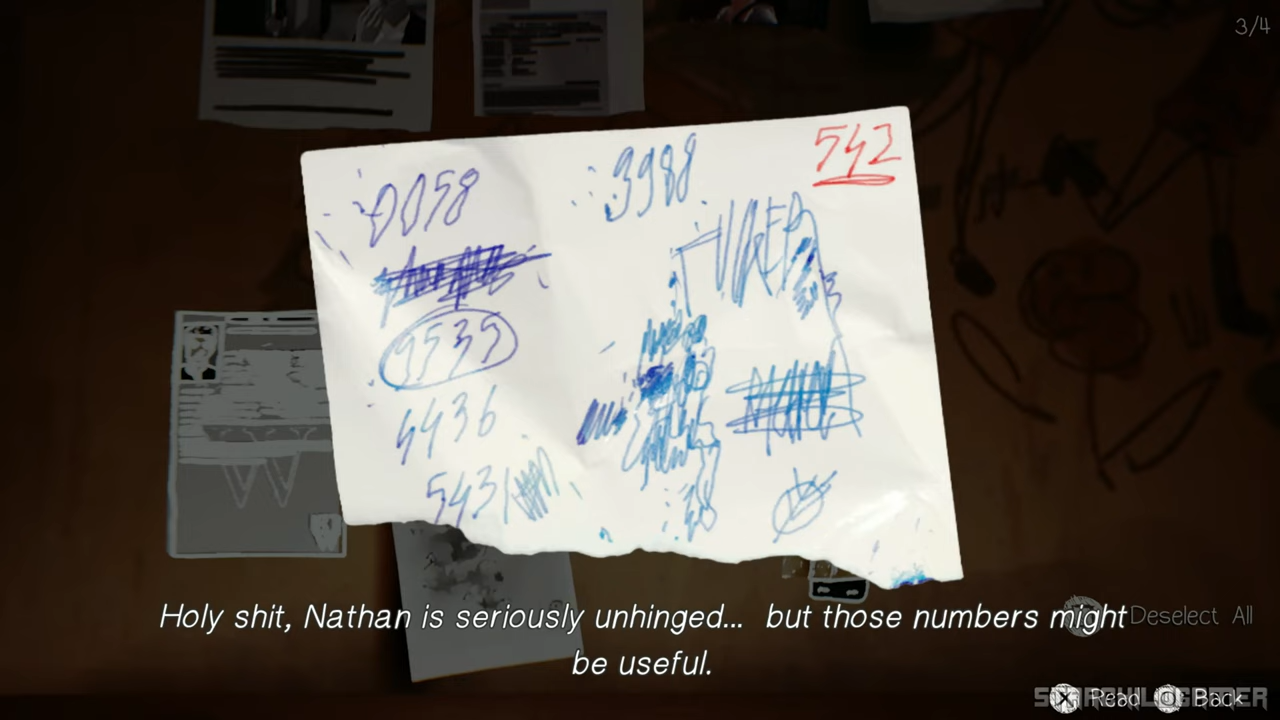 3/4
542
0058
3988
9539
5436
543
Holy shit, Nathan is seriously unhinged... but those numbers might
be useful.
Deselect All
Read
Back